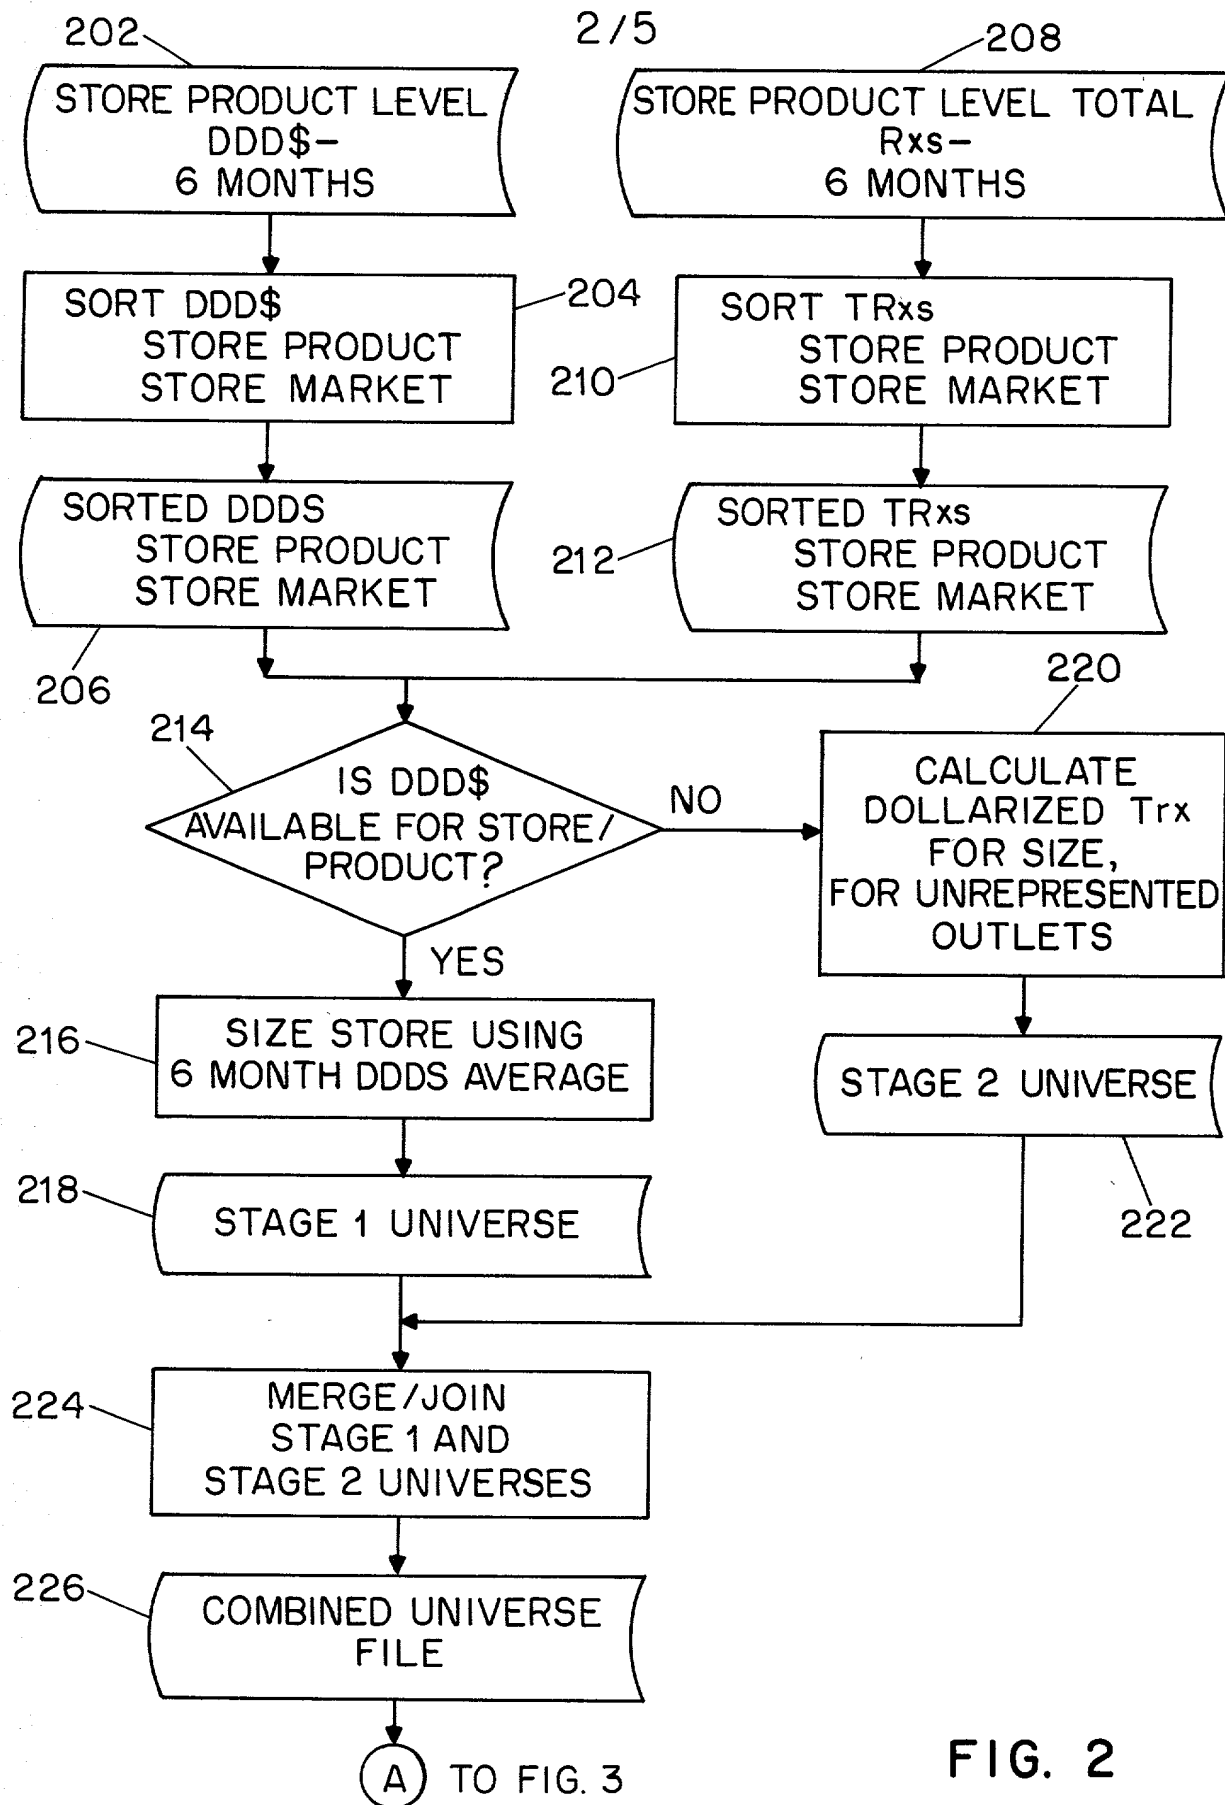 2/5
202
STORE PRODUCT LEVEL
DDD$-
6 MONTHS
208
STORE PRODUCT LEVEL TOTAL
Rxs-
6 MONTHS
SORT DDD$
STORE PRODUCT
STORE MARKET
204
SORT TRxs
STORE PRODUCT
STORE MARKET
210
SORTED DDDS
STORE PRODUCT
STORE MARKET
206
SORTED TRxs
STORE PRODUCT
STORE MARKET
212
214
IS DDD$
AVAILABLE FOR STORE/
PRODUCT?
NO
YES
220
CALCULATE
DOLLARIZED Trx
FOR SIZE,
FOR UNREPRESENTED
OUTLETS
216
SIZE STORE USING
6 MONTH DDDS AVERAGE
STAGE 2 UNIVERSE
222
218
STAGE 1 UNIVERSE
224
MERGE/JOIN
STAGE 1 AND
STAGE 2 UNIVERSES
226
COMBINED UNIVERSE
FILE
A TO FIG. 3
FIG. 2